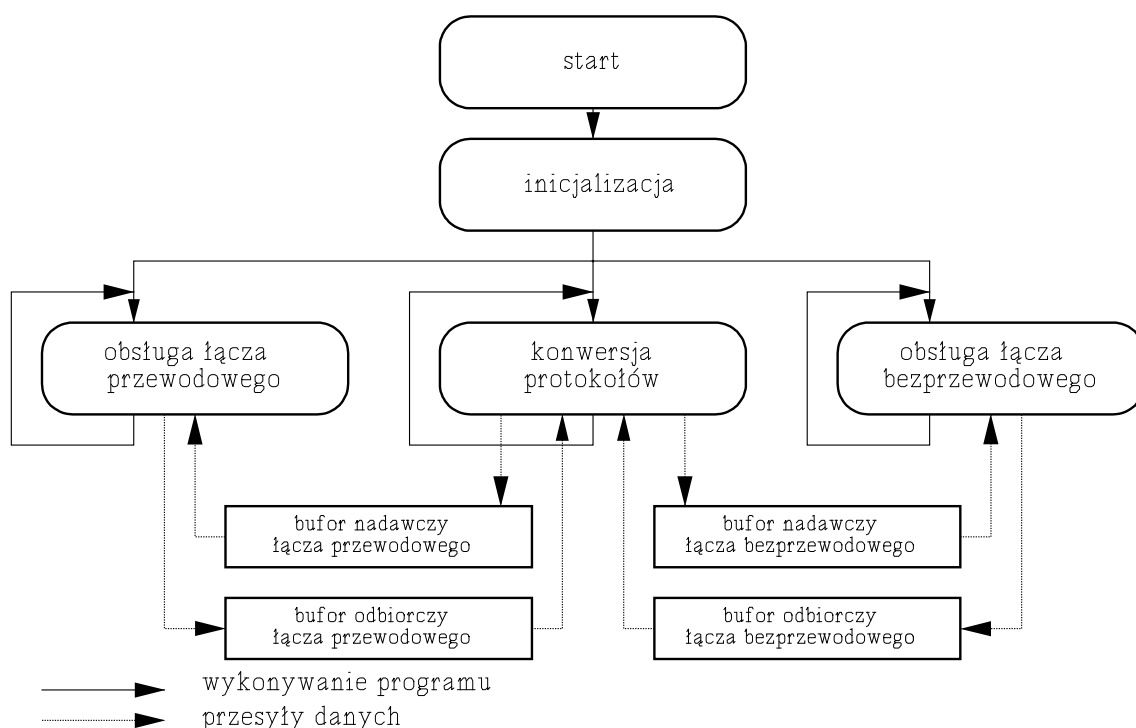 start
inicjalizacja
obsługa łącza
przewodowego
konwersja
protokołów
obsługa łącza
bezprzewodowego
bufor nadawczy
łącza przewodowego
bufor nadawczy
łącza bezprzewodowego
bufor odbiorczy
łącza przewodowego
bufor odbiorczy
łącza bezprzewodowego
wykonywanie programu
przesyły danych